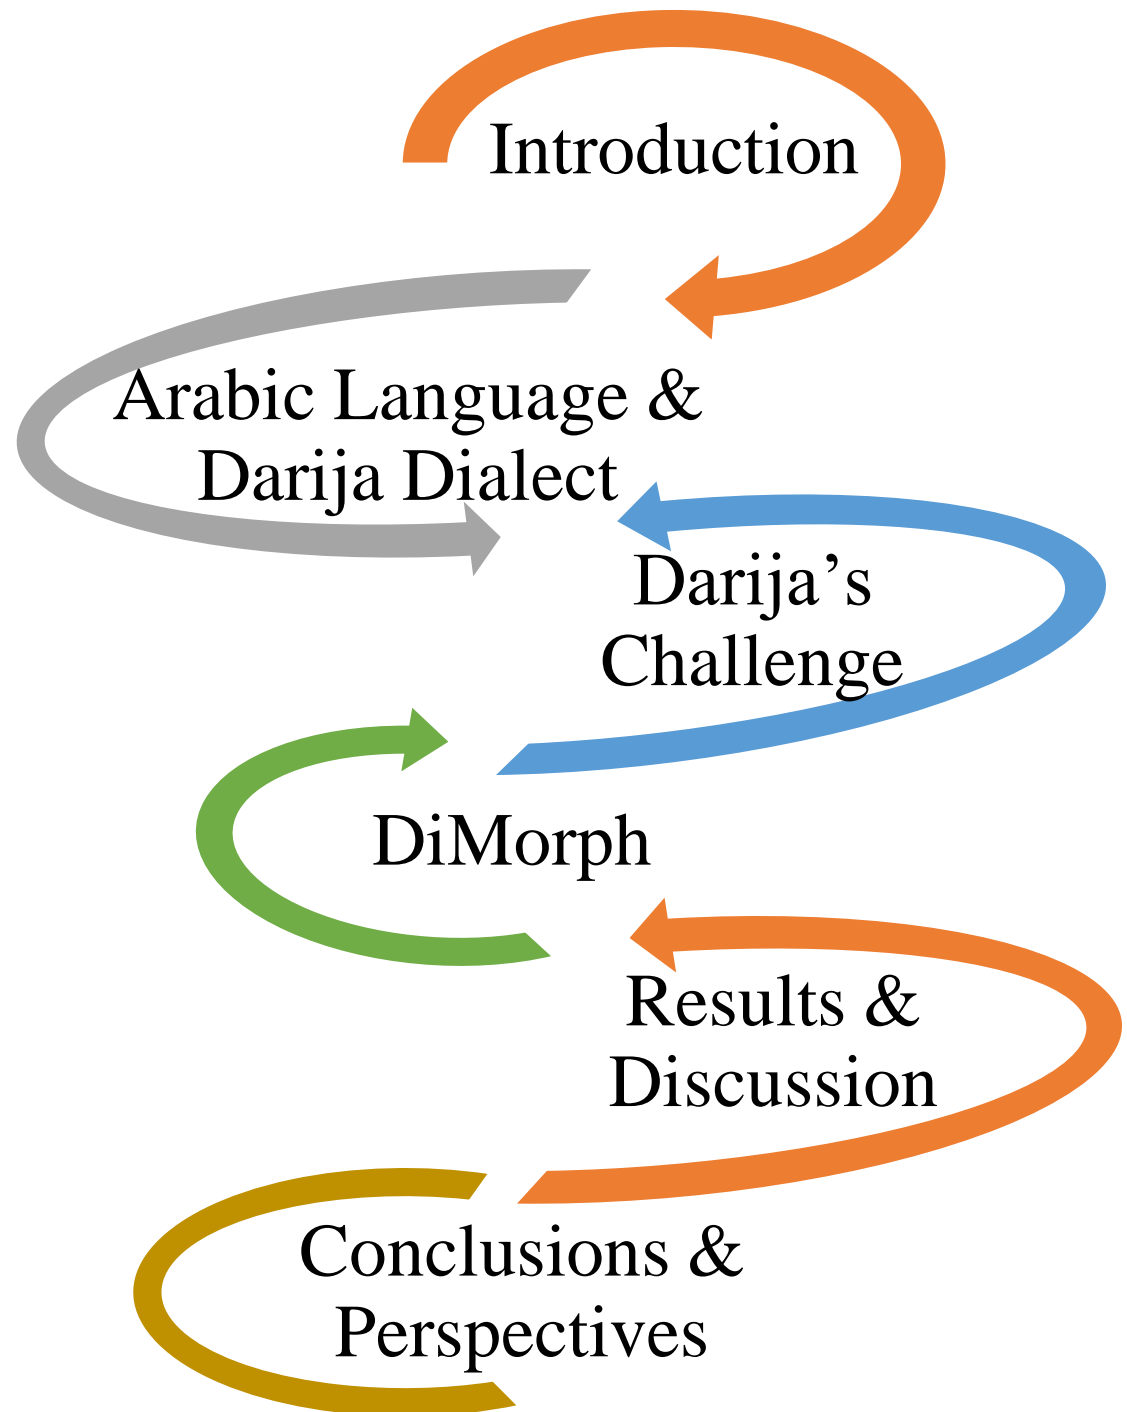 Introduction
Arabic Language &
Darija Dialect
Darija’s
Challenge
DiMorph
Results &
Discussion
Conclusions &
Perspectives